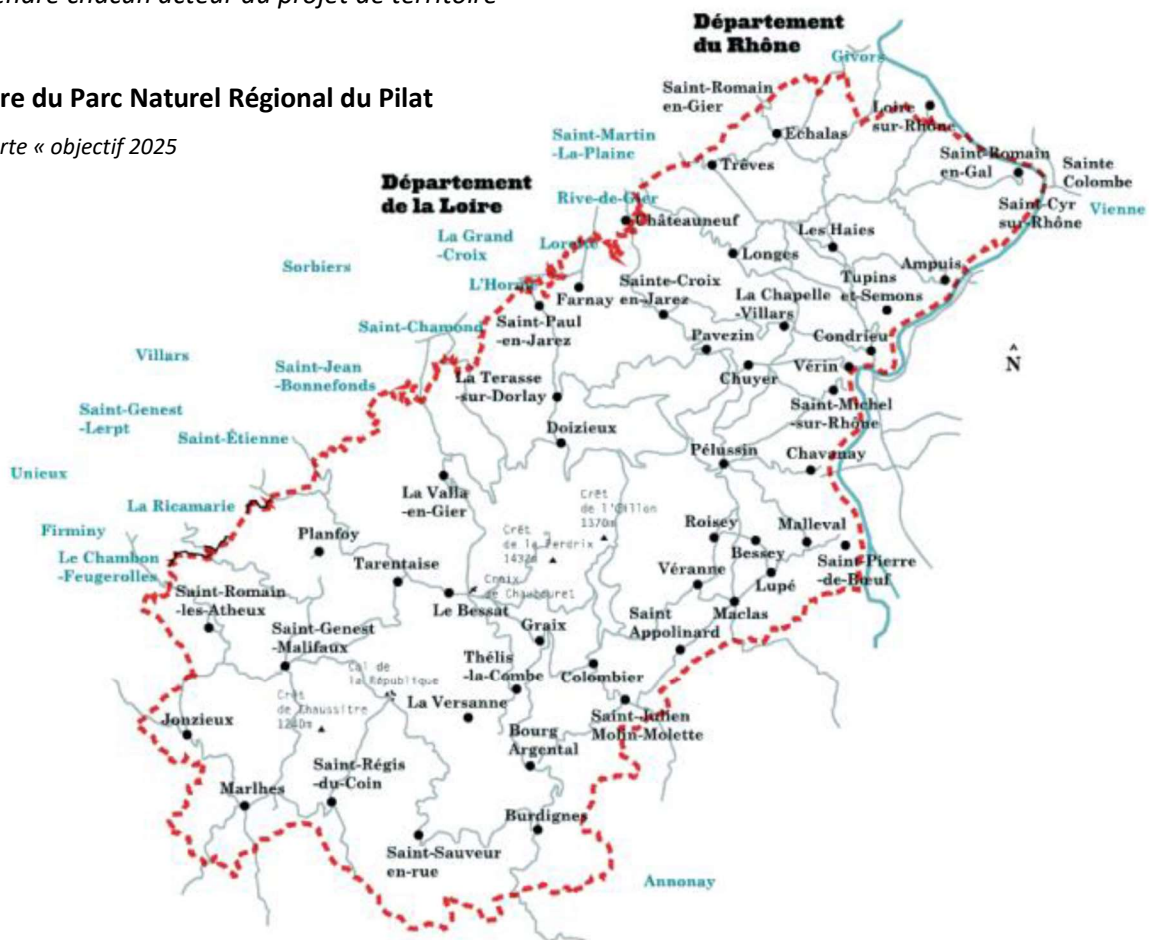 endre chacun acteur du projet de territoire
re du Parc Naturel Régional du Pilat
rte « objectif 2025
Département
du Rhône
Givors
Saint-Romain
en-Gier
Loire
sur-Rhône
Echalas
Saint-Martin
-La-Plaine
Trêves
Saint-Romain
en-Gal
Sainte
Colombe
Département
de la Loire
Rive-de-Gier
Châteauneuf
Saint-Cyr
sur-Rhône
Vienne
La Grand
-Croix
Lorette
Les Haies
Longes
Sorbiers
Ampuis
L'Horme
Farnay
Sainte-Croix
en-Jarez
La Chapelle
-Villars
Tupins
et-Semons
Saint-Chamond
Saint-Paul
-en-Jarez
Pavezin
Condrieu
N
Villars
Saint-Jean
-Bonnefonds
La Terasse
-sur-Dorlay
Chuyer
Vérin
Saint-Michel
-sur-Rhône
Saint-Genest
-Lerpt
Saint-Étienne
Doizieux
Pélussin
Chavanay
Unieux
La Valla
-en-Gier
Crêt
de l'Œillon
1370m
La Ricamarie
Firminy
Planfoy
Crêt
de la Perdrix
1432m
Roisey
Malleval
Bessey
Le Chambon
-Feugerolles
Tarentaise
Croix
de Chaubouret
Véranne
Lupé
Saint-Pierre
-de-Bœuf
Saint-Romain
-les-Atheux
Le Bessat
Saint
Appolinard
Maclas
Saint-Genest
-Malifaux
Graix
Col de
la République
Thélis
-la-Combe
Colombier
Crêt
de Chaussitre
1240m
La Versanne
Jonzieux
Saint-Julien
Molin-Molette
Bourg
Argental
Saint-Régis
-du-Coin
Marlhes
Burdignes
Saint-Sauveur
en-rue
Annonay